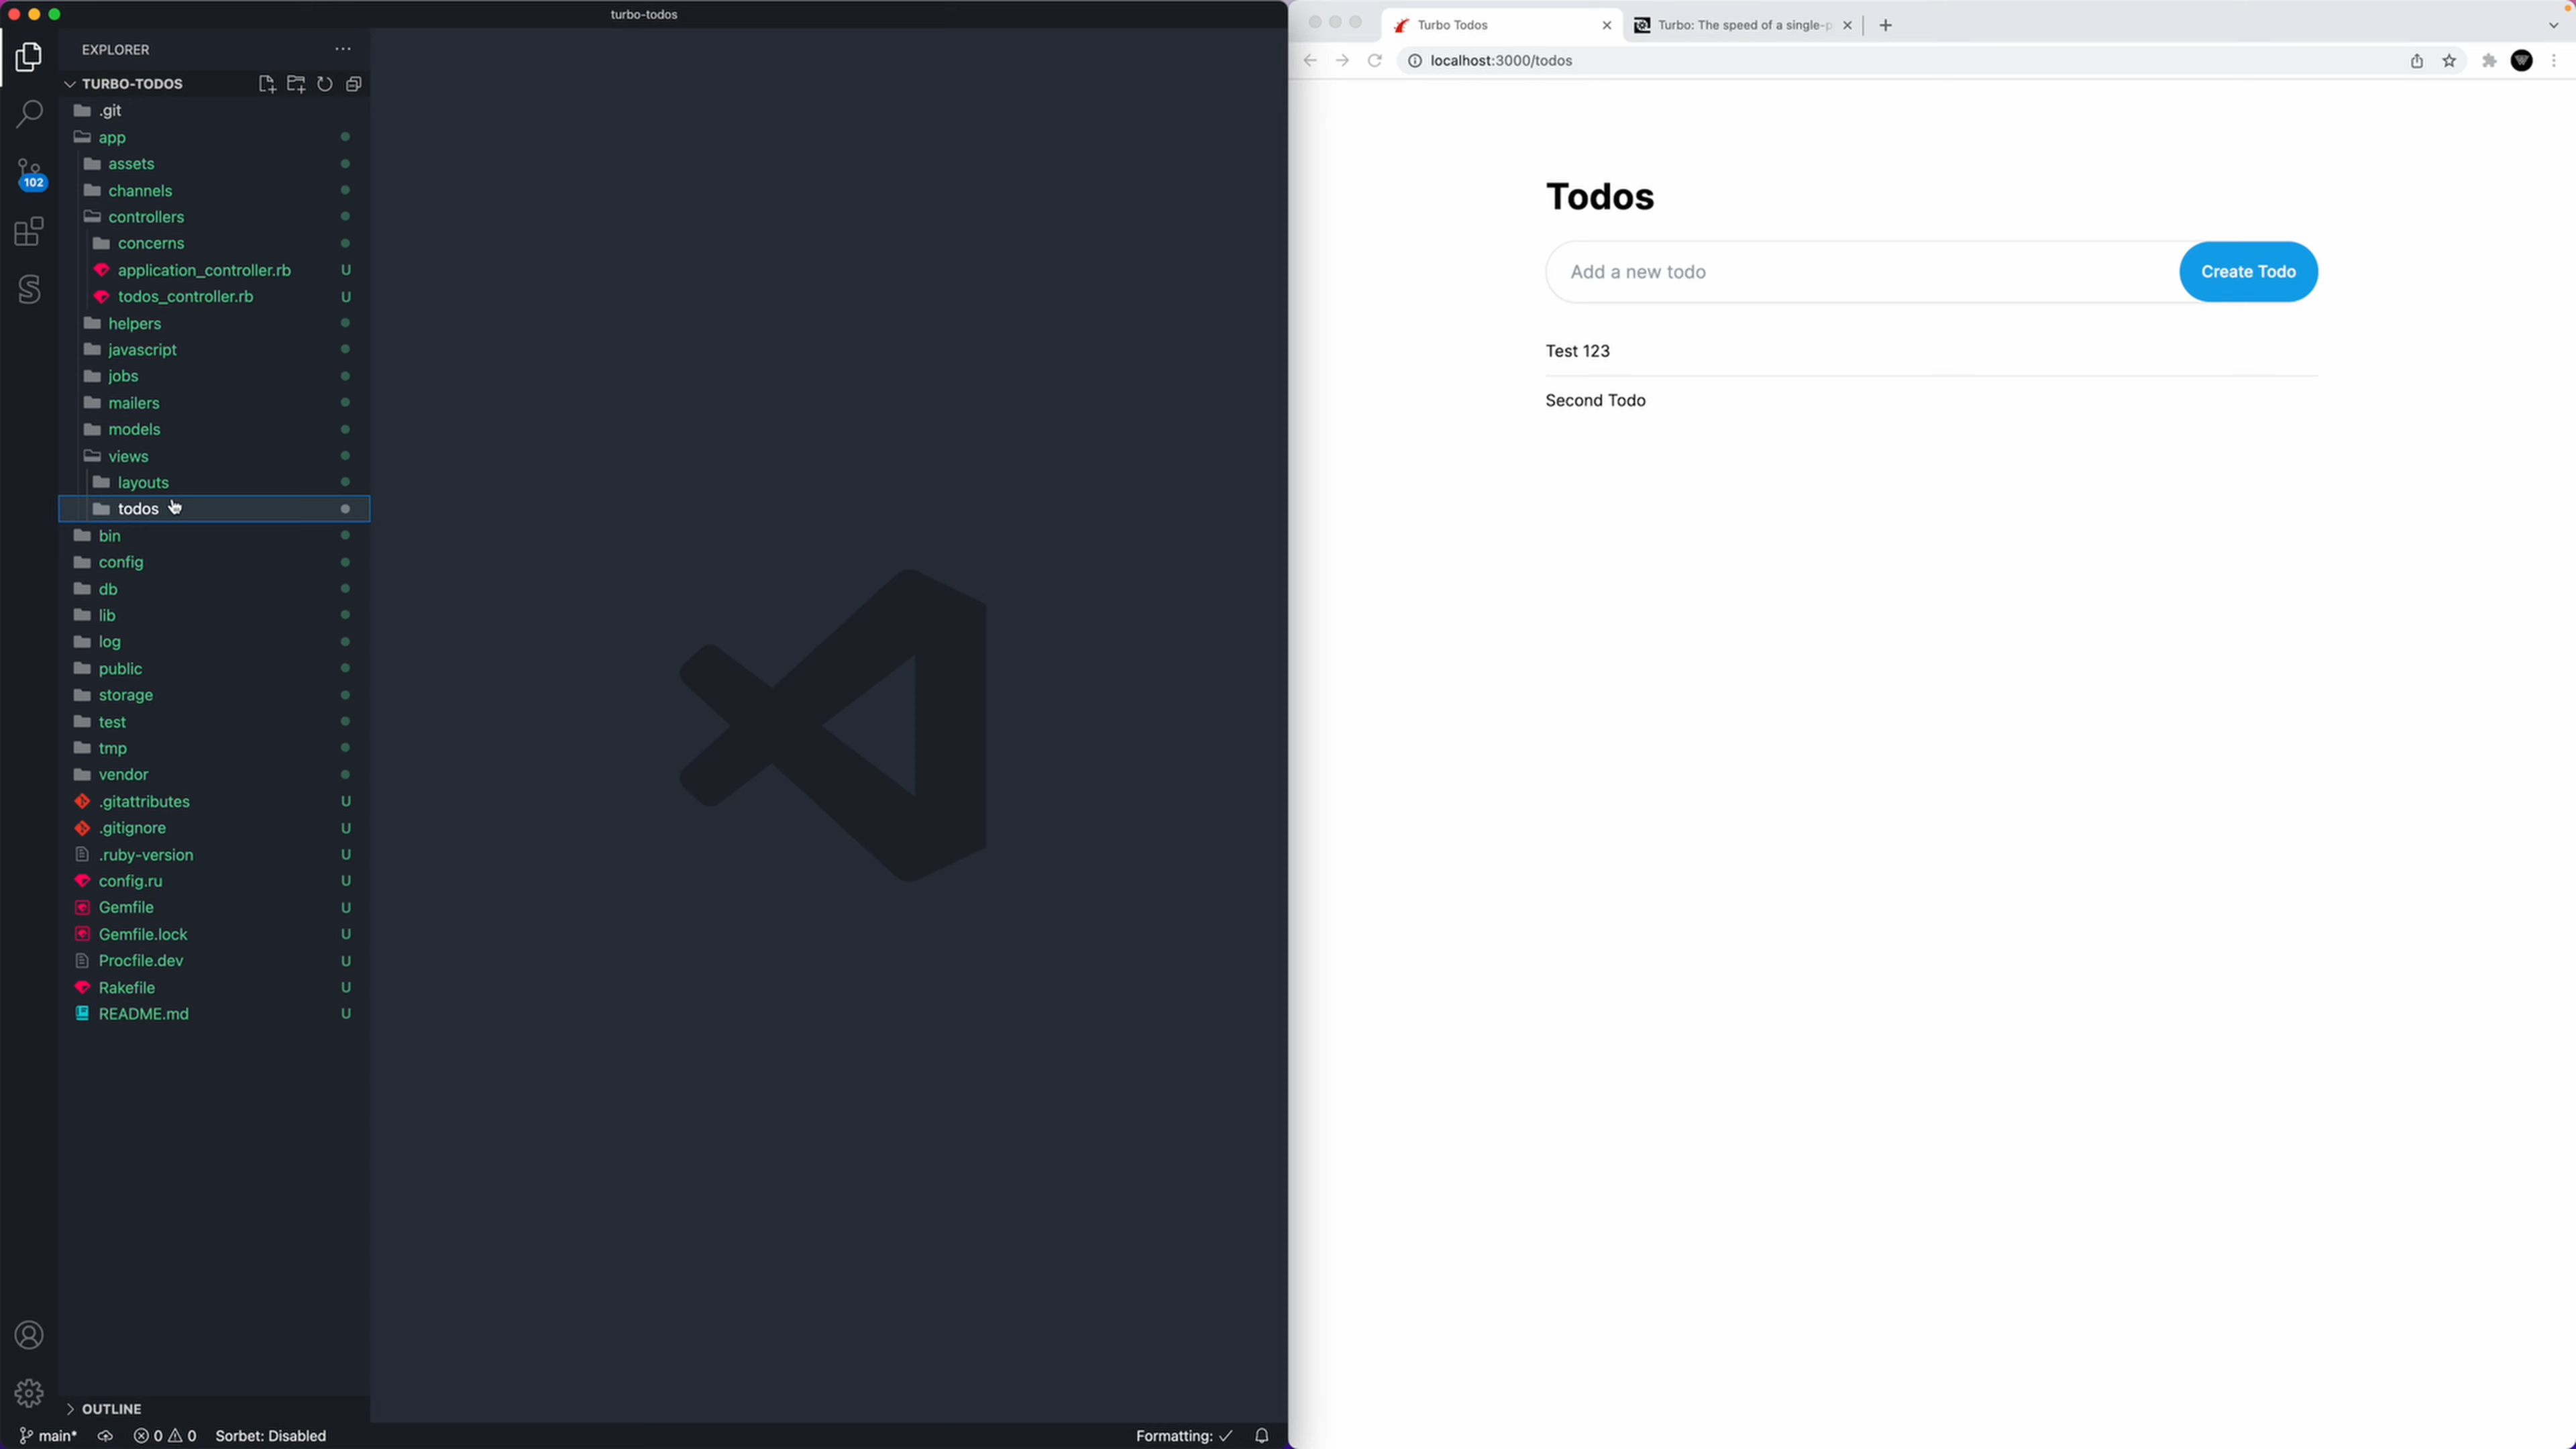 turbo-todos
EXPLORER
TURBO-TODOS
.git
app
assets
channels
controllers
concerns
application_controller.rb U
todos_controller.rb U
helpers
javascript
jobs
mailers
models
views
layouts
todos
bin
config
db
lib
log
public
storage
test
tmp
vendor
.gitattributes U
.gitignore U
.ruby-version U
config.ru U
Gemfile U
Gemfile.lock U
Procfile.dev U
Rakefile U
README.md U
102
OUTLINE
main* 0 0 Sorbet: Disabled
Formatting:
Turbo Todos
Turbo: The speed of a single-p
localhost:3000/todos
W
Todos
Add a new todo
Create Todo
Test 123
Second Todo